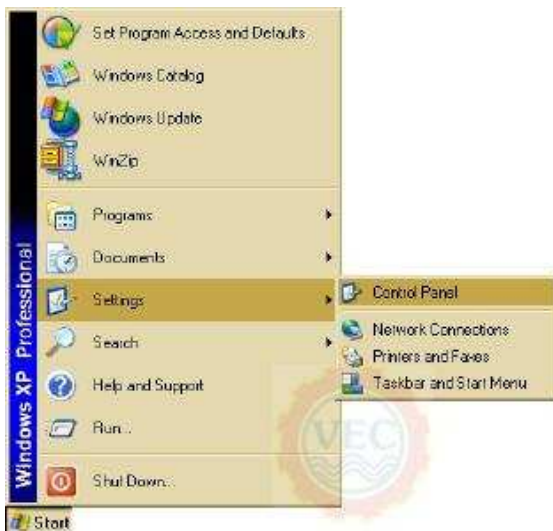 Set Program Access and Defaults
Windows Catalog
Windows Update
WinZip
Programs
Documents
Settings
Search
Help and Support
Run...
Shut Down...
Windows XP Professional
Control Panel
Network Connections
Printers and Faxes
Taskbar and Start Menu
VEC
Start